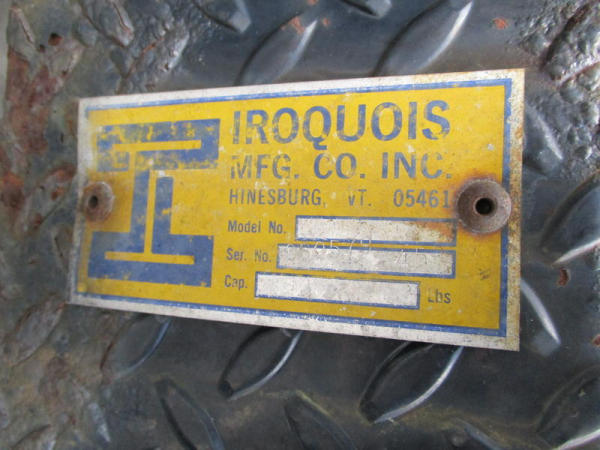 IROQUOIS
MFG. CO. INC.
HINESBURG, VT. 05461
Model No.
Ser. No.
Cap. Lbs